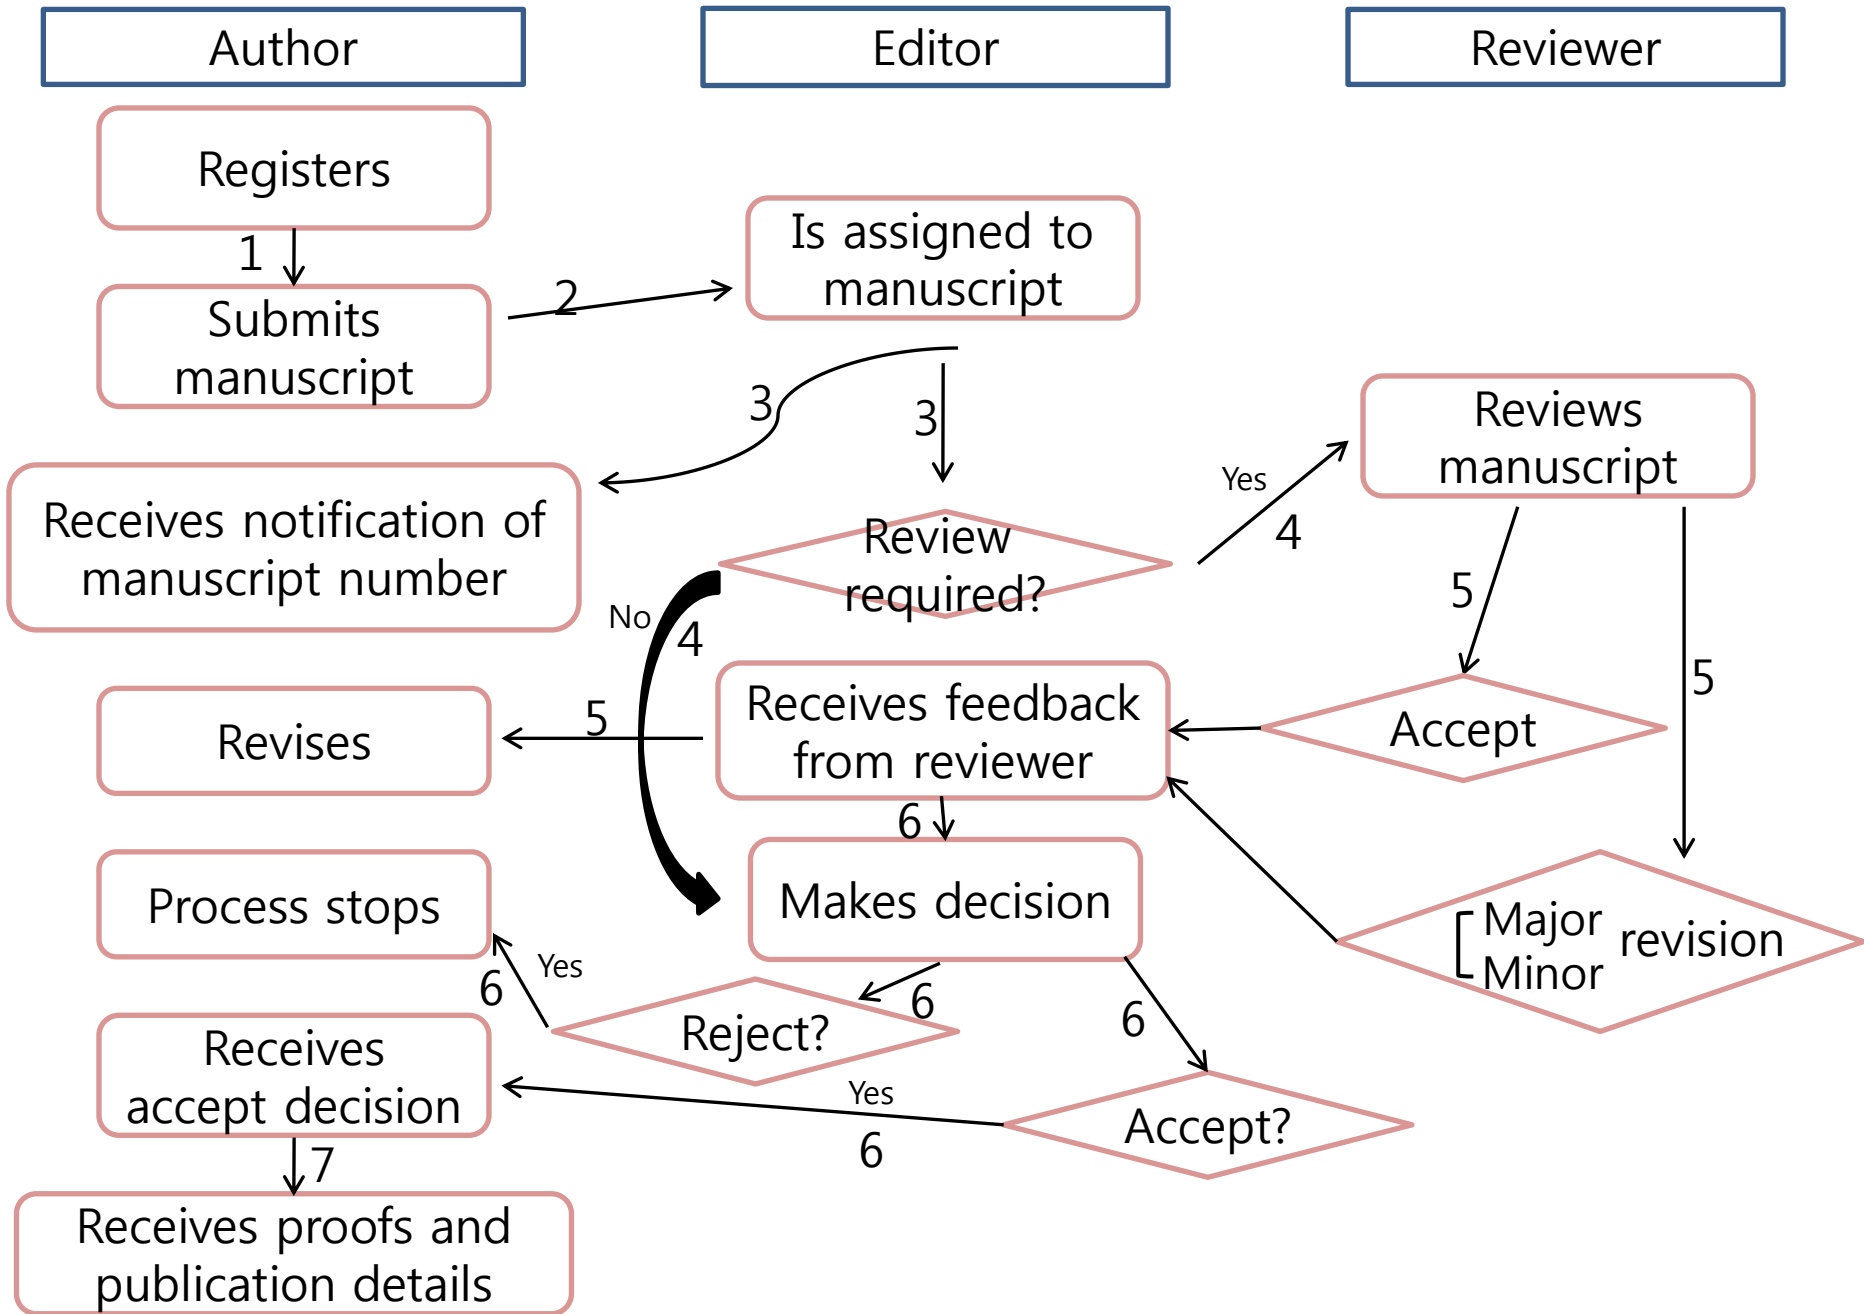 Author
Editor
Reviewer
Registers
1
Submits
manuscript
2
Is assigned to
manuscript
3
3
Receives notification of
manuscript number
Review
required?
Yes
4
Reviews
manuscript
No
4
5
5
Accept
Major
Minor
revision
Receives feedback
from reviewer
5
Revises
6
Makes decision
6
Reject?
Yes
6
Process stops
6
Accept?
Yes
6
Receives
accept decision
7
Receives proofs and
publication details